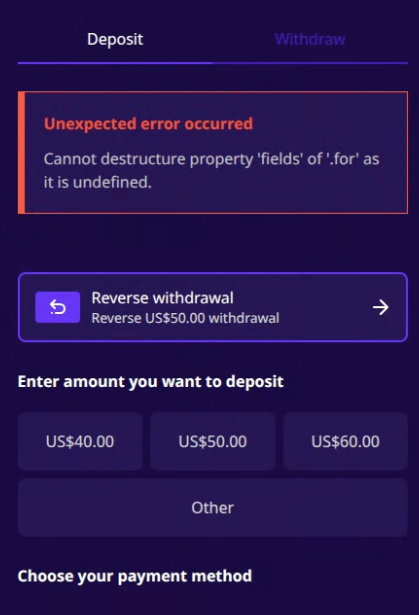 Deposit
Withdraw
Unexpected error occurred
Cannot destructure property 'fields' of '.for' as
it is undefined.
Reverse withdrawal
Reverse US$50.00 withdrawal
Enter amount you want to deposit
US$40.00
US$50.00
US$60.00
Other
Choose your payment method